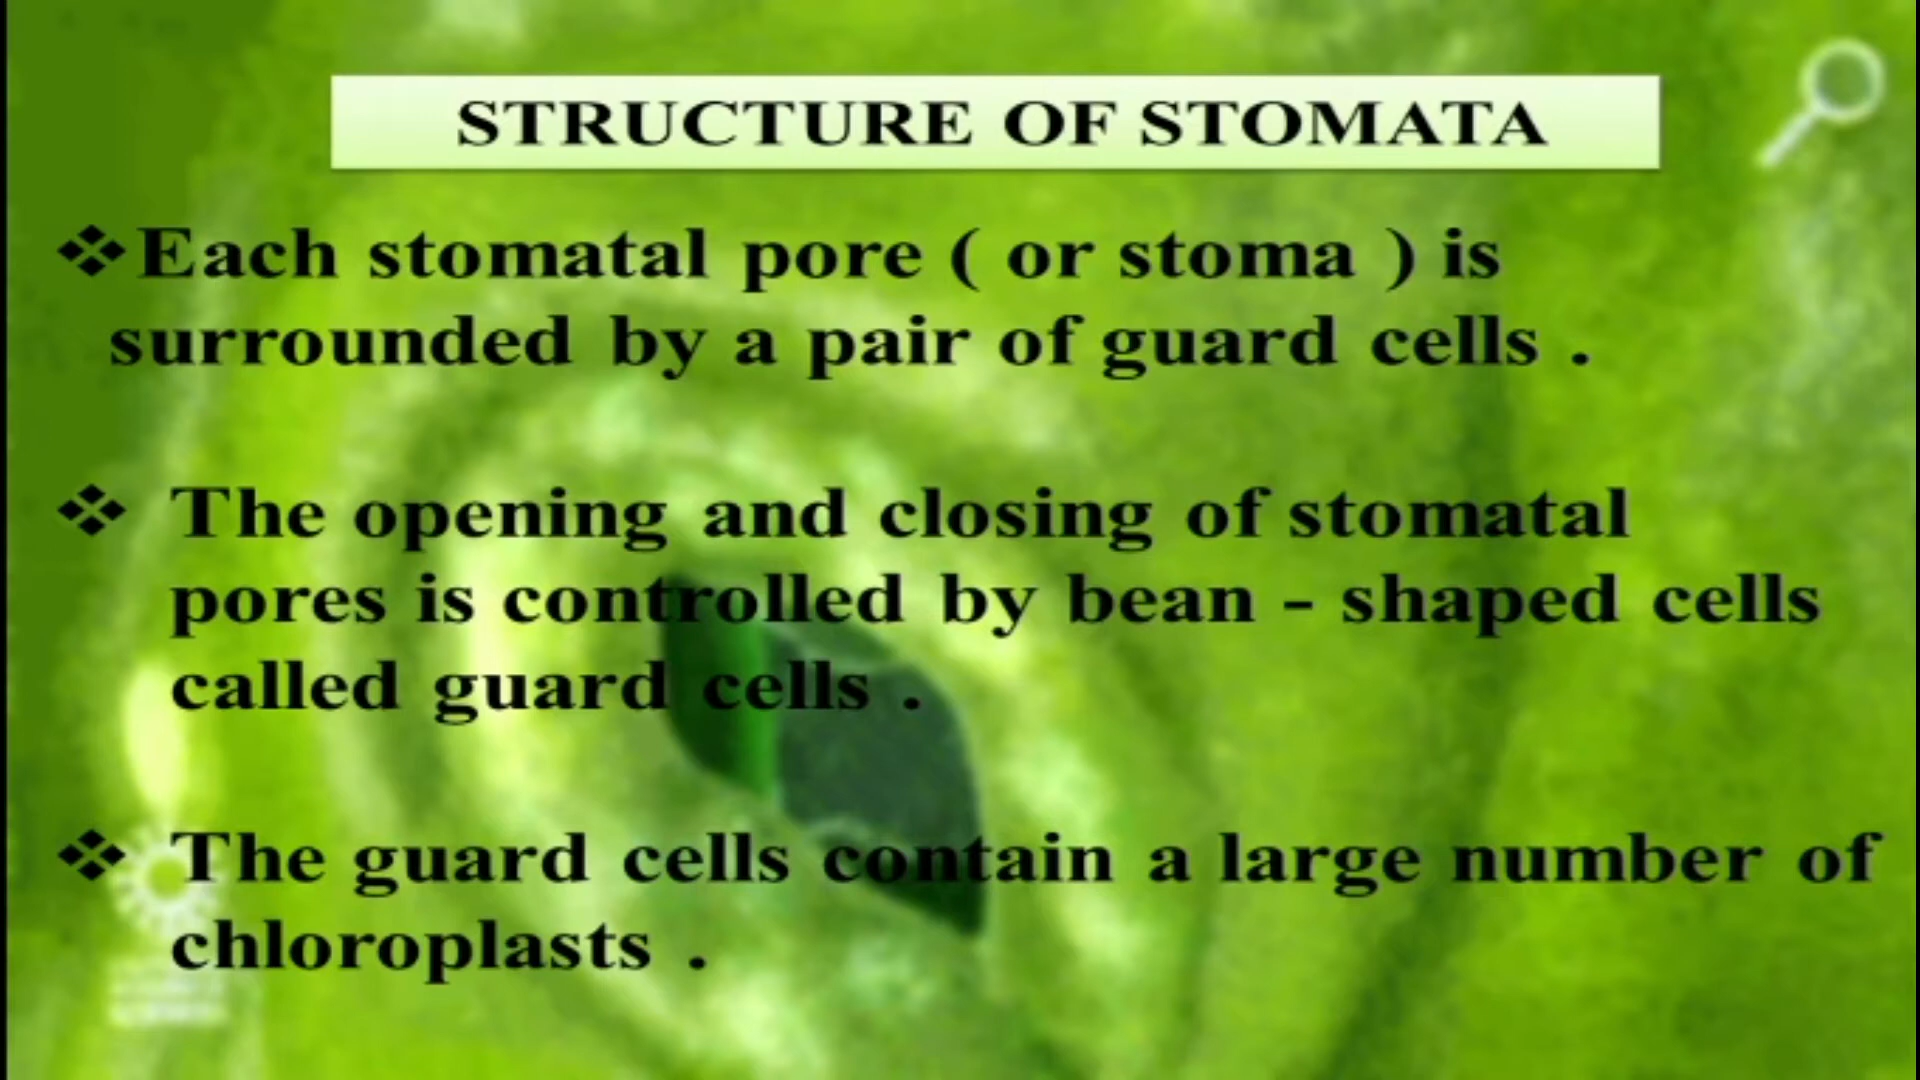 STRUCTURE OF STOMATA
❖Each stomatal pore ( or stoma ) is
surrounded by a pair of guard cells .
❖ The opening and closing of stomatal
pores is controlled by bean - shaped cells
called guard cells .
❖ The guard cells contain a large number of
chloroplasts .